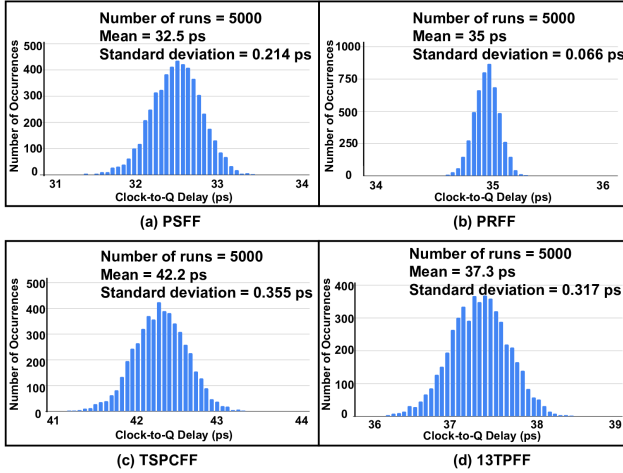 Number of runs = 5000
Mean = 32.5 ps
Standard deviation = 0.214 ps
Number of Occurrences
500
400
300
200
100
0
31 32 33 34
Clock-to-Q Delay (ps)
(a) PSFF
Number of runs = 5000
Mean = 35 ps
Standard deviation = 0.066 ps
Number of Occurrences
1000
750
500
250
0
34 35 36
Clock-to-Q Delay (ps)
(b) PRFF
Number of runs = 5000
Mean = 42.2 ps
Standard deviation = 0.355 ps
Number of Occurrences
500
400
300
200
100
0
41 42 43 44
Clock-to-Q Delay (ps)
(c) TSPCFF
Number of runs = 5000
Mean = 37.3 ps
Standard deviation = 0.317 ps
Number of Occurrences
400
300
200
100
0
36 37 38 39
Clock-to-Q Delay (ps)
(d) 13TPFF